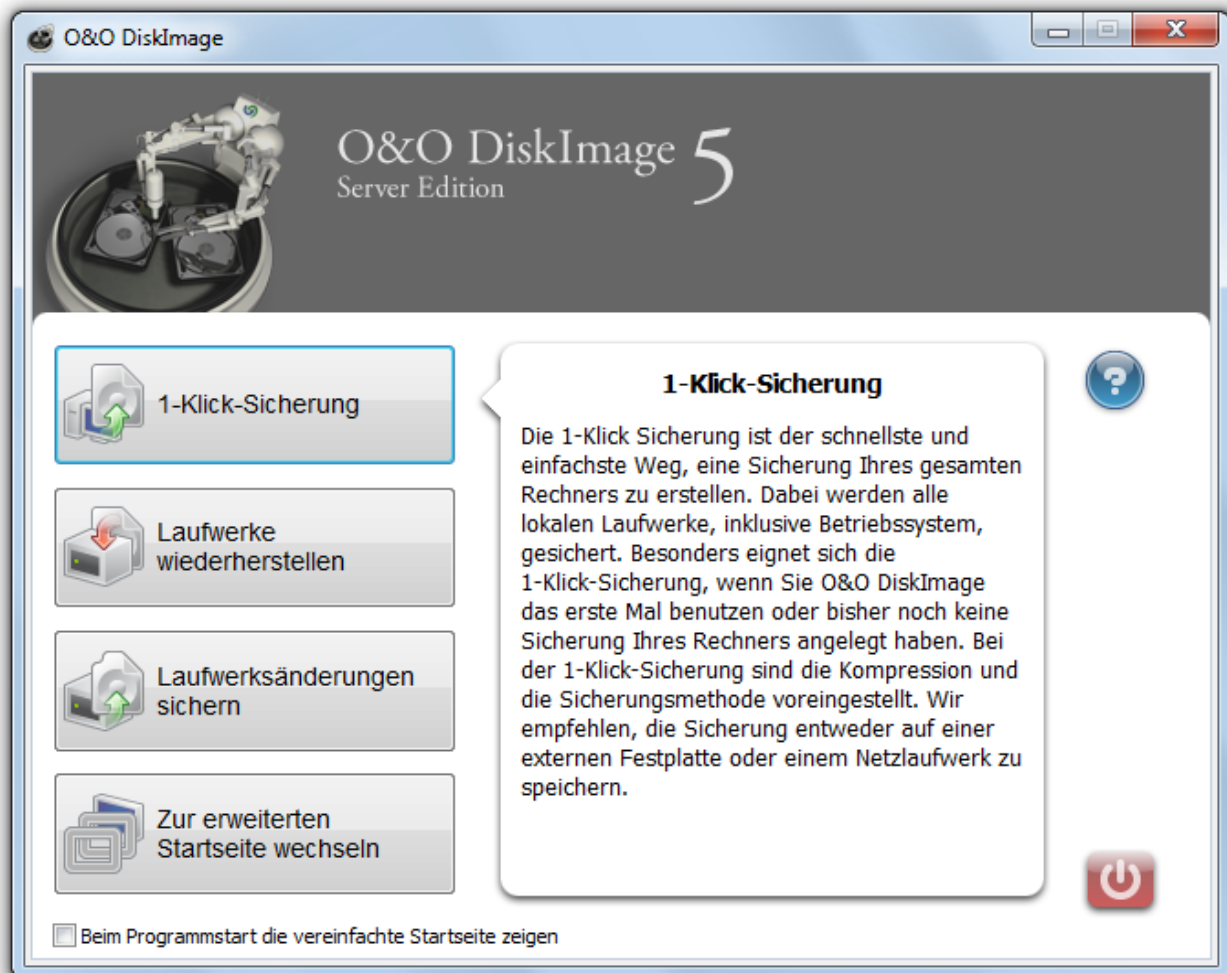 O&O DiskImage
O&O DiskImage 5
Server Edition
1-Klick-Sicherung
Laufwerke
wiederherstellen
Laufwerksänderungen
sichern
Zur erweiterten
Startseite wechseln
1-Klick-Sicherung
Die 1-Klick Sicherung ist der schnellste und
einfachste Weg, eine Sicherung Ihres gesamten
Rechners zu erstellen. Dabei werden alle
lokalen Laufwerke, inklusive Betriebssystem,
gesichert. Besonders eignet sich die
1-Klick-Sicherung, wenn Sie O&O DiskImage
das erste Mal benutzen oder bisher noch keine
Sicherung Ihres Rechners angelegt haben. Bei
der 1-Klick-Sicherung sind die Kompression und
die Sicherungsmethode voreingestellt. Wir
empfehlen, die Sicherung entweder auf einer
externen Festplatte oder einem Netzlaufwerk zu
speichern.
?
Beim Programmstart die vereinfachte Startseite zeigen